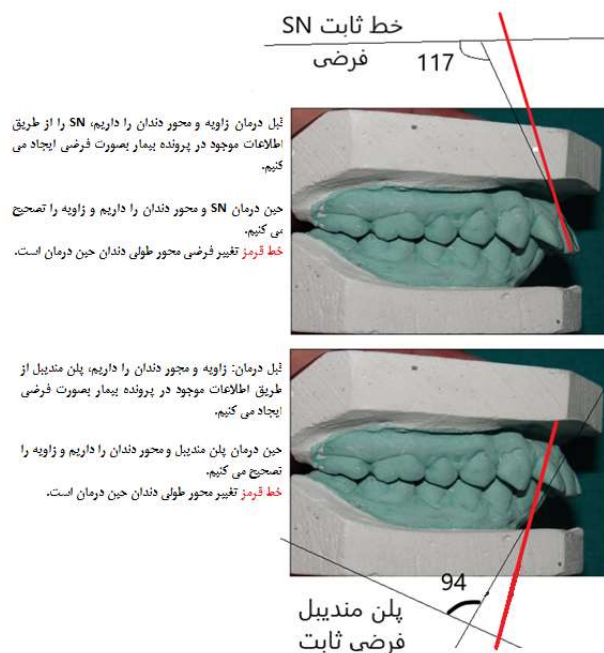 خط ثابت SN
فرضی
117
قبل درمان زاویه و محور دندان را داریم، SN را از طریق
اطلاعات موجود در پرونده بیمار بصورت فرضی ایجاد می
کنیم.
حین درمان SN و محور دندان را داریم و زاویه را تصحیح
می کنیم.
خط قرمز تغییر فرضی محور طولی دندان حین درمان است.
قبل درمان: زاویه و محور دندان را داریم، پلن مندیبل از
طریق اطلاعات موجود در پرونده بیمار بصورت فرضی
ایجاد می کنیم.
حین درمان پلن مندیبل و محور دندان را داریم و زاویه را
تصحیح می کنیم.
خط قرمز تغییر محور طولی دندان حین درمان است.
94
پلن مندیبل
فرضی ثابت